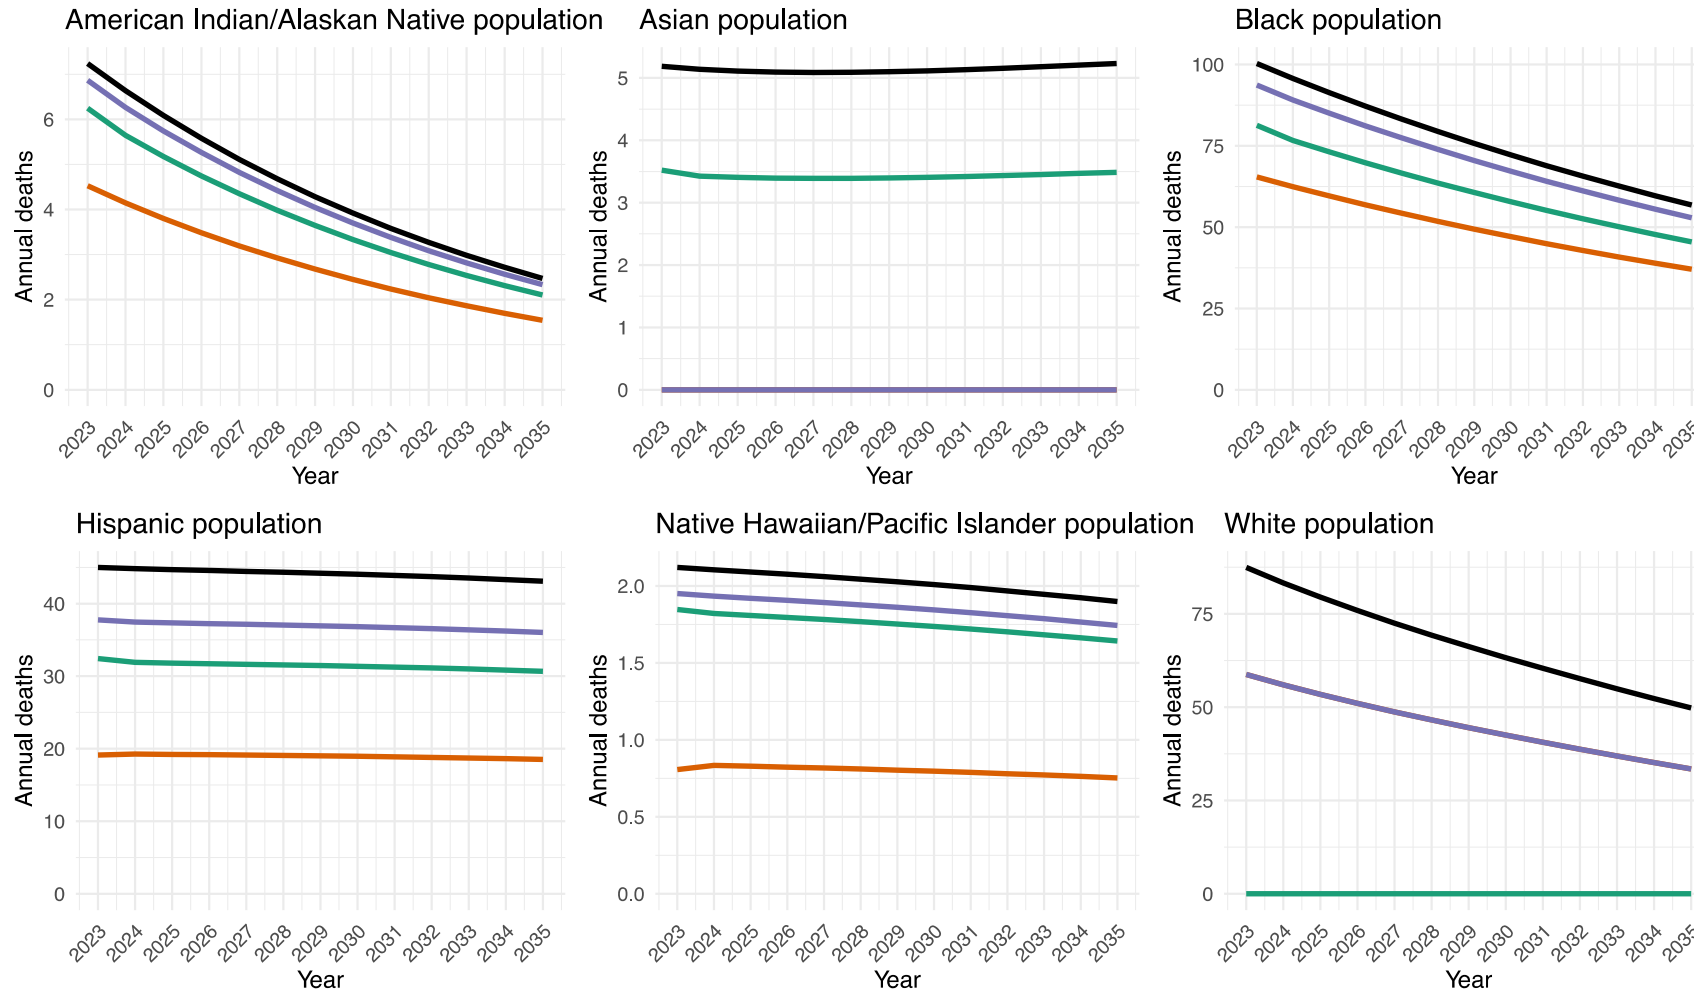 American Indian/Alaskan Native population
Annual deaths
6
4
2
0
2023 2024 2025 2026 2027 2028 2029 2030 2031 2032 2033 2034 2035
Year
Asian population
Annual deaths
5
4
3
2
1
0
2023 2024 2025 2026 2027 2028 2029 2030 2031 2032 2033 2034 2035
Year
Black population
Annual deaths
100
75
50
25
0
2023 2024 2025 2026 2027 2028 2029 2030 2031 2032 2033 2034 2035
Year
Hispanic population
Annual deaths
40
30
20
10
0
2023 2024 2025 2026 2027 2028 2029 2030 2031 2032 2033 2034 2035
Year
Native Hawaiian/Pacific Islander population
Annual deaths
2.0
1.5
1.0
0.5
0.0
2023 2024 2025 2026 2027 2028 2029 2030 2031 2032 2033 2034 2035
Year
White population
Annual deaths
75
50
25
0
2023 2024 2025 2026 2027 2028 2029 2030 2031 2032 2033 2034 2035
Year